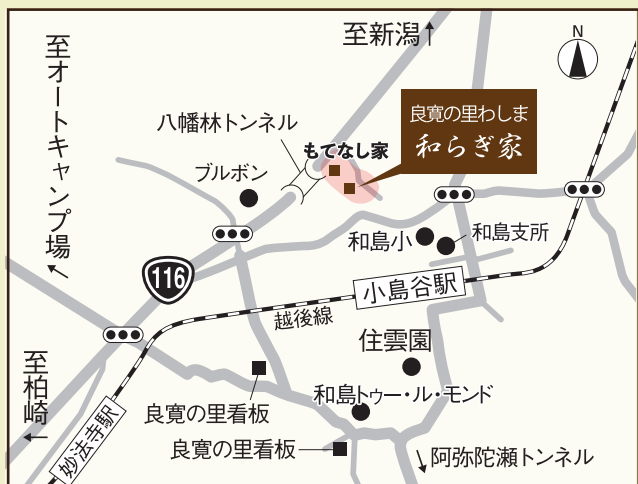 至新潟↑
N
至オートキャンプ場
↖
八幡林トンネル
もてなし家
良寛の里わしま
和らぎ家
ブルボン
和島小
和島支所
116
小島谷駅
越後線
住雲園
至柏崎
←
良寛の里看板
和島トゥー・ル・モンド
妙法寺駅
良寛の里看板
↓阿弥陀瀬トンネル